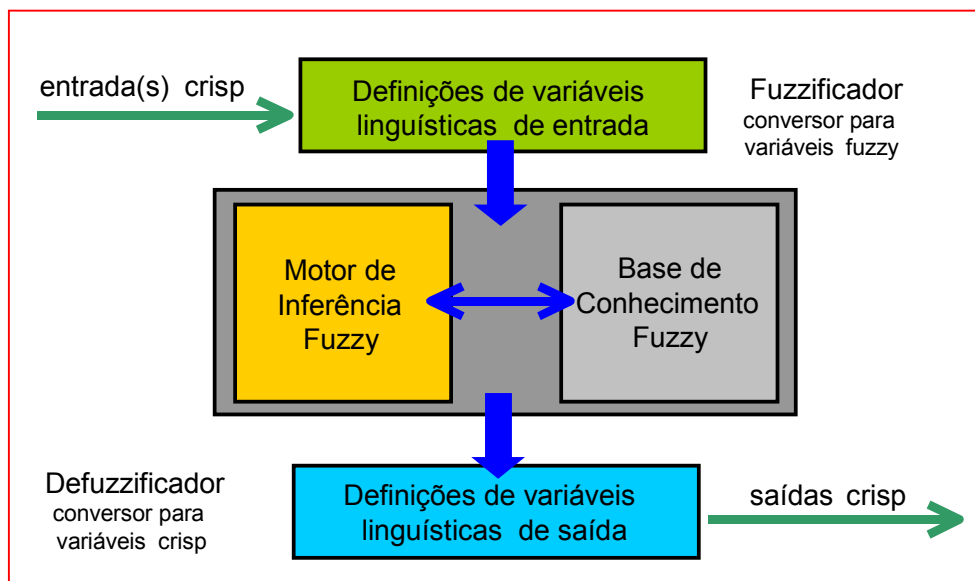 entrada(s) crisp
Definições de variáveis
linguísticas de entrada
Fuzzificador
conversor para
variáveis fuzzy
Motor de
Inferência
Fuzzy
Base de
Conhecimento
Fuzzy
Defuzzificador
conversor para
variáveis crisp
Definições de variáveis
linguísticas de saída
saídas crisp